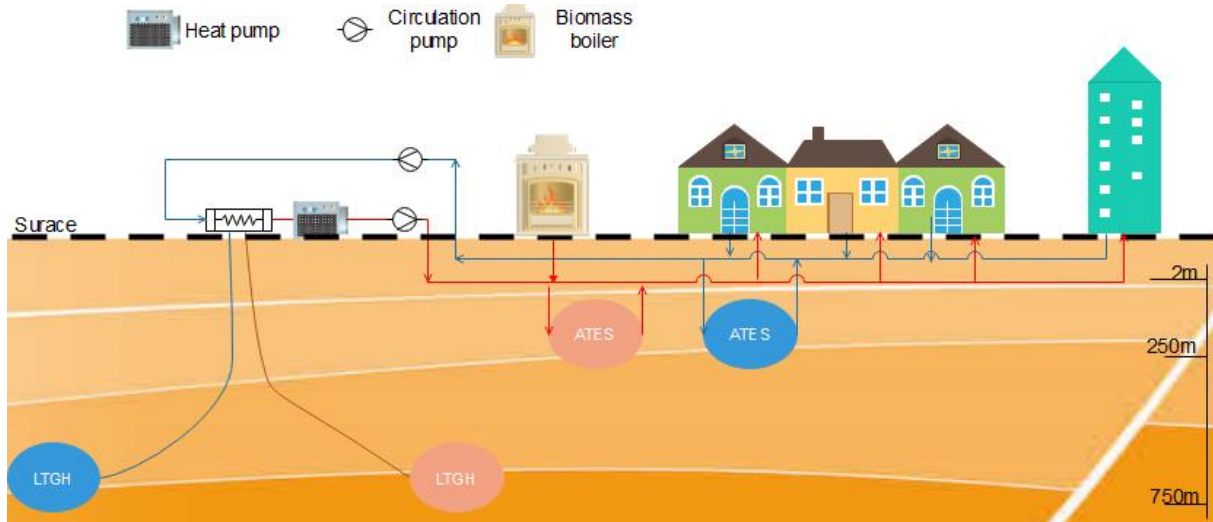 Heat pump
Circulation
pump
Biomass
boiler
Surace
2m
ATES
ATES
250m
LTGH
LTGH
750m